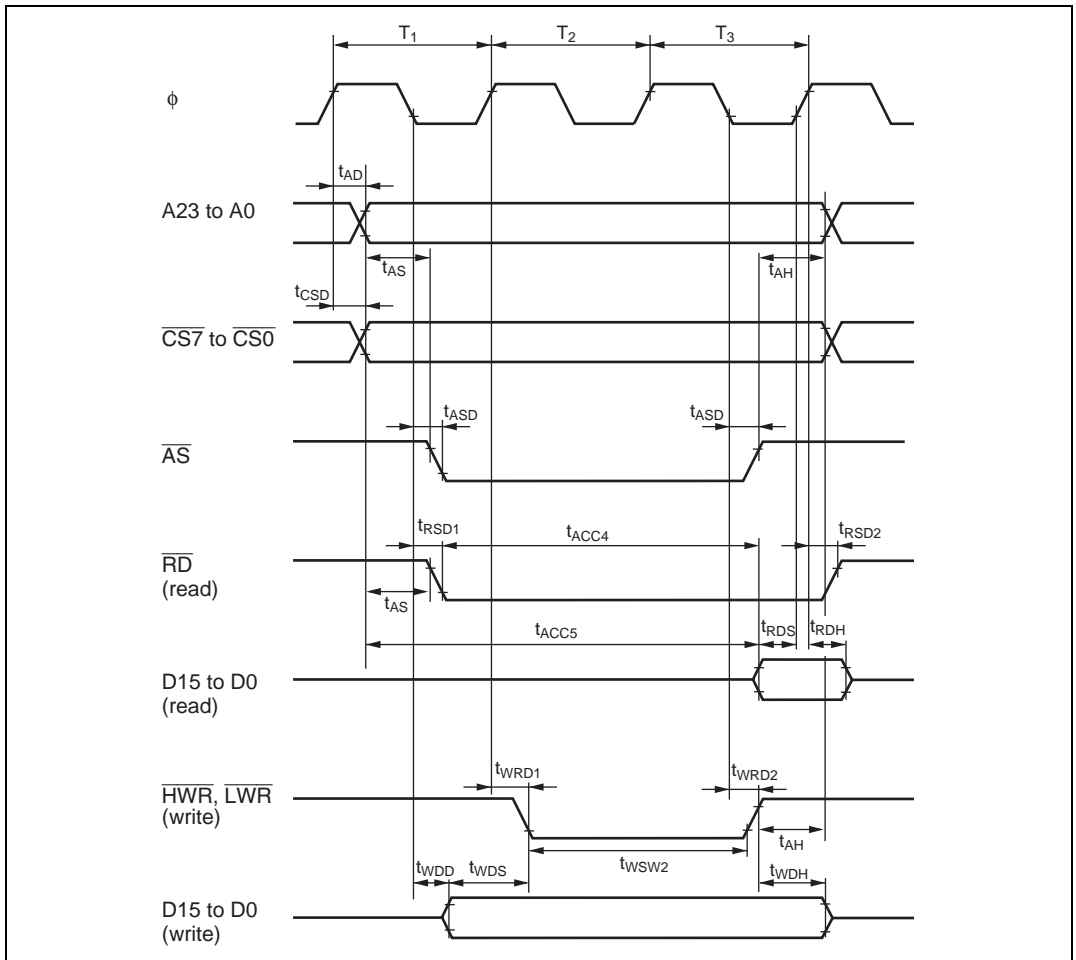 T1 T2 T3
φ
tAD
A23 to A0
tAS tAH
tCSD
CS7 to CS0
tASD tASD
AS
tRSD1 tACC4 tRSD2
RD
(read)
tAS
tACC5 tRDS tRDH
D15 to D0
(read)
tWRD1 tWRD2
HWR, LWR
(write)
tAH
tWDD tWDS tWSW2 tWDH
D15 to D0
(write)